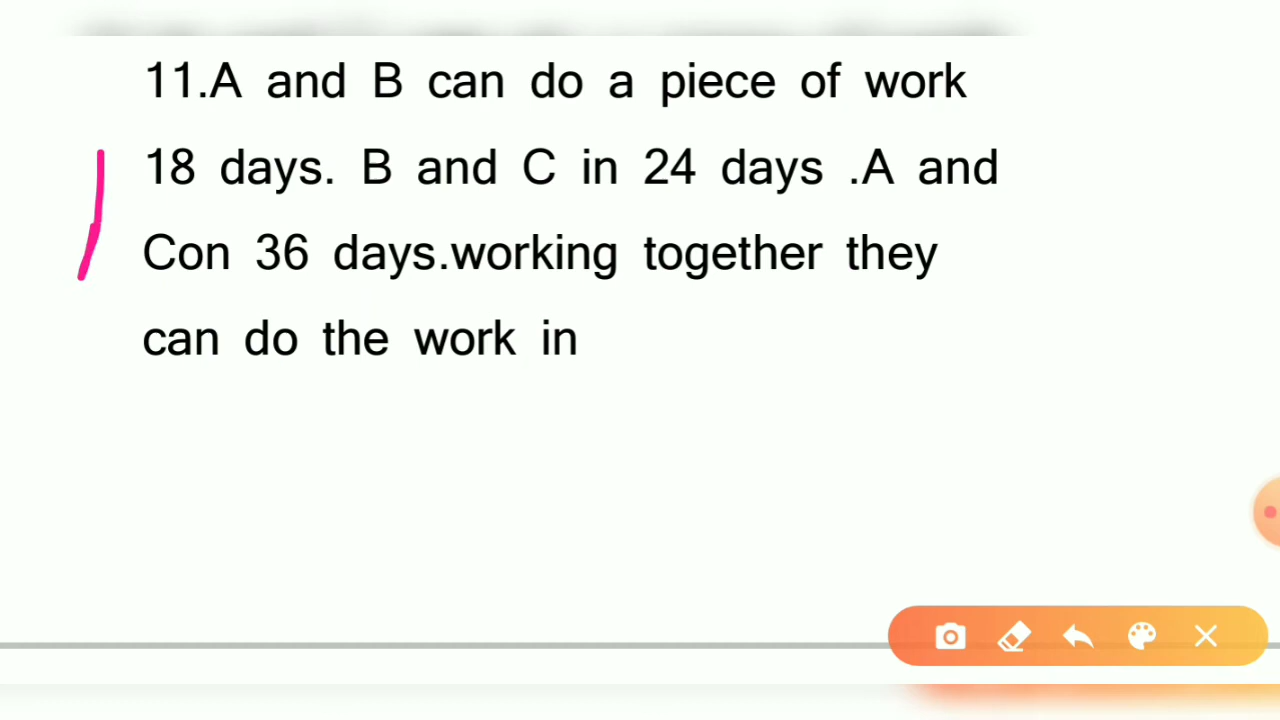 11.A and B can do a piece of work
18 days. B and C in 24 days .A and
Con 36 days.working together they
can do the work in